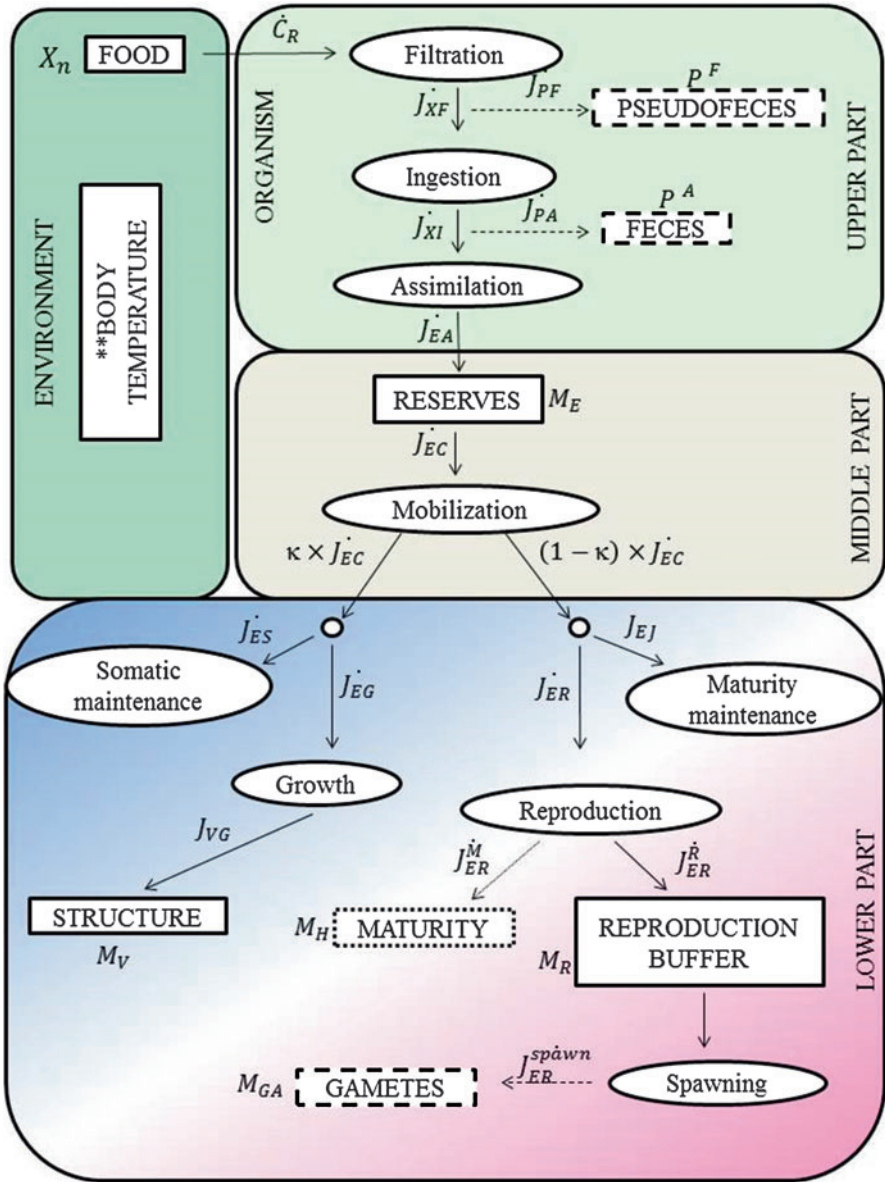 X_n FOOD Ċ_R Filtration
J̇_XF J̇_PF P^F
PSEUDOFECES
Ingestion
J̇_XI J̇_PA P^A
FECES
Assimilation
J̇_EA
ENVIRONMENT
**BODY
TEMPERATURE
ORGANISM
UPPER PART
RESERVES M_E
J̇_EC
Mobilization
κ × J̇_EC (1 − κ) × J̇_EC
MIDDLE PART
J̇_ES J_EJ
Somatic
maintenance
J̇_EG J̇_ER
Maturity
maintenance
Growth
Reproduction
J_VG J_ER^Ṁ J_ER^Ṙ
STRUCTURE
M_V
M_H MATURITY
M_R REPRODUCTION
BUFFER
M_GA GAMETES J_ER^spȧwn Spawning
LOWER PART